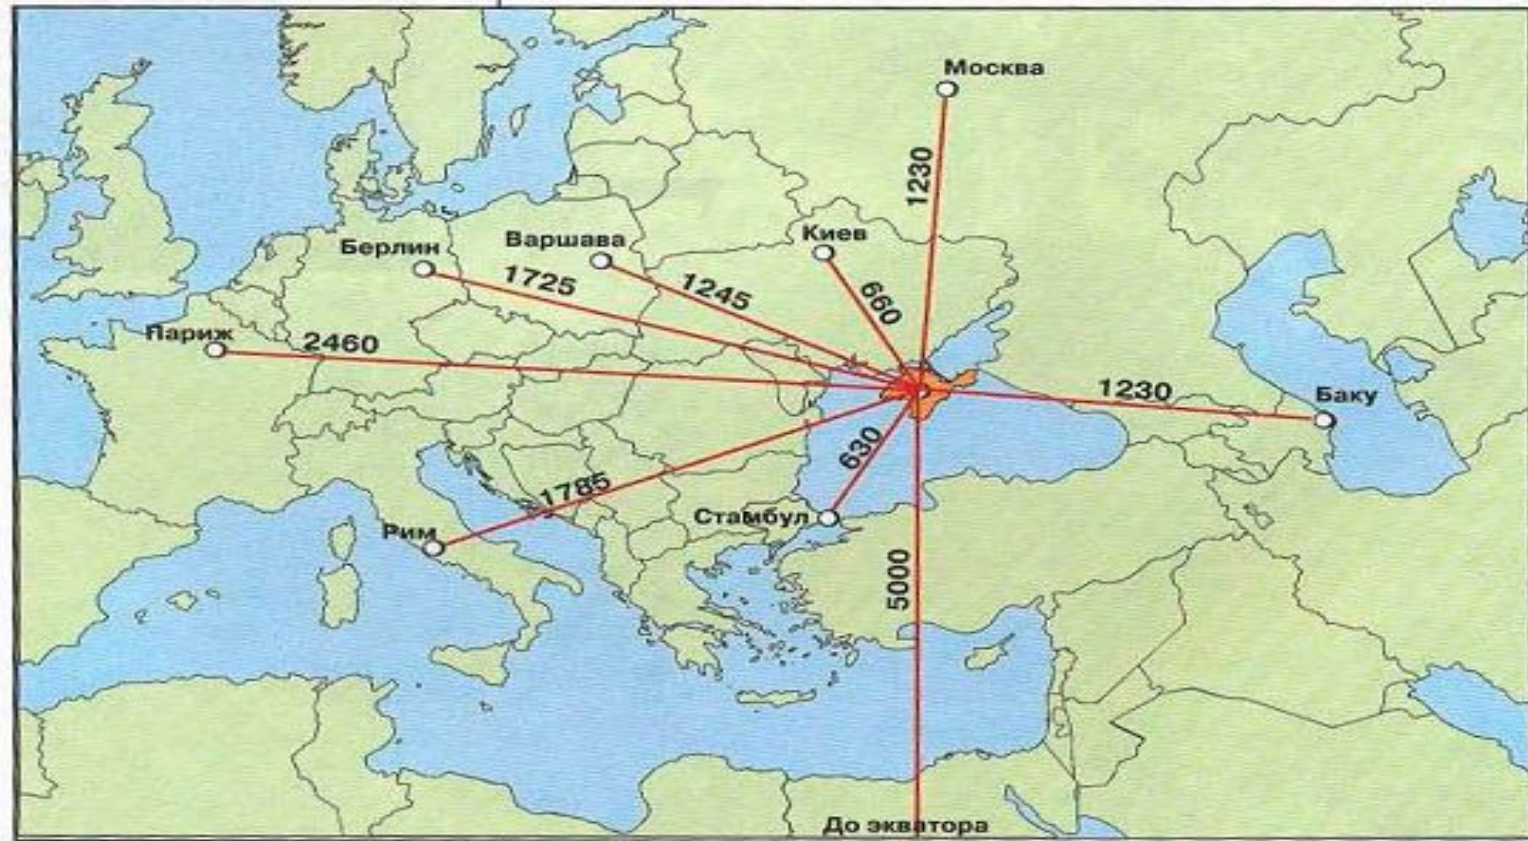 Москва
1230
Киев
Варшава
Берлин
1725
1245
660
Париж
2460
1230
Баку
630
1785
Стамбул
Рим
5000
До экватора